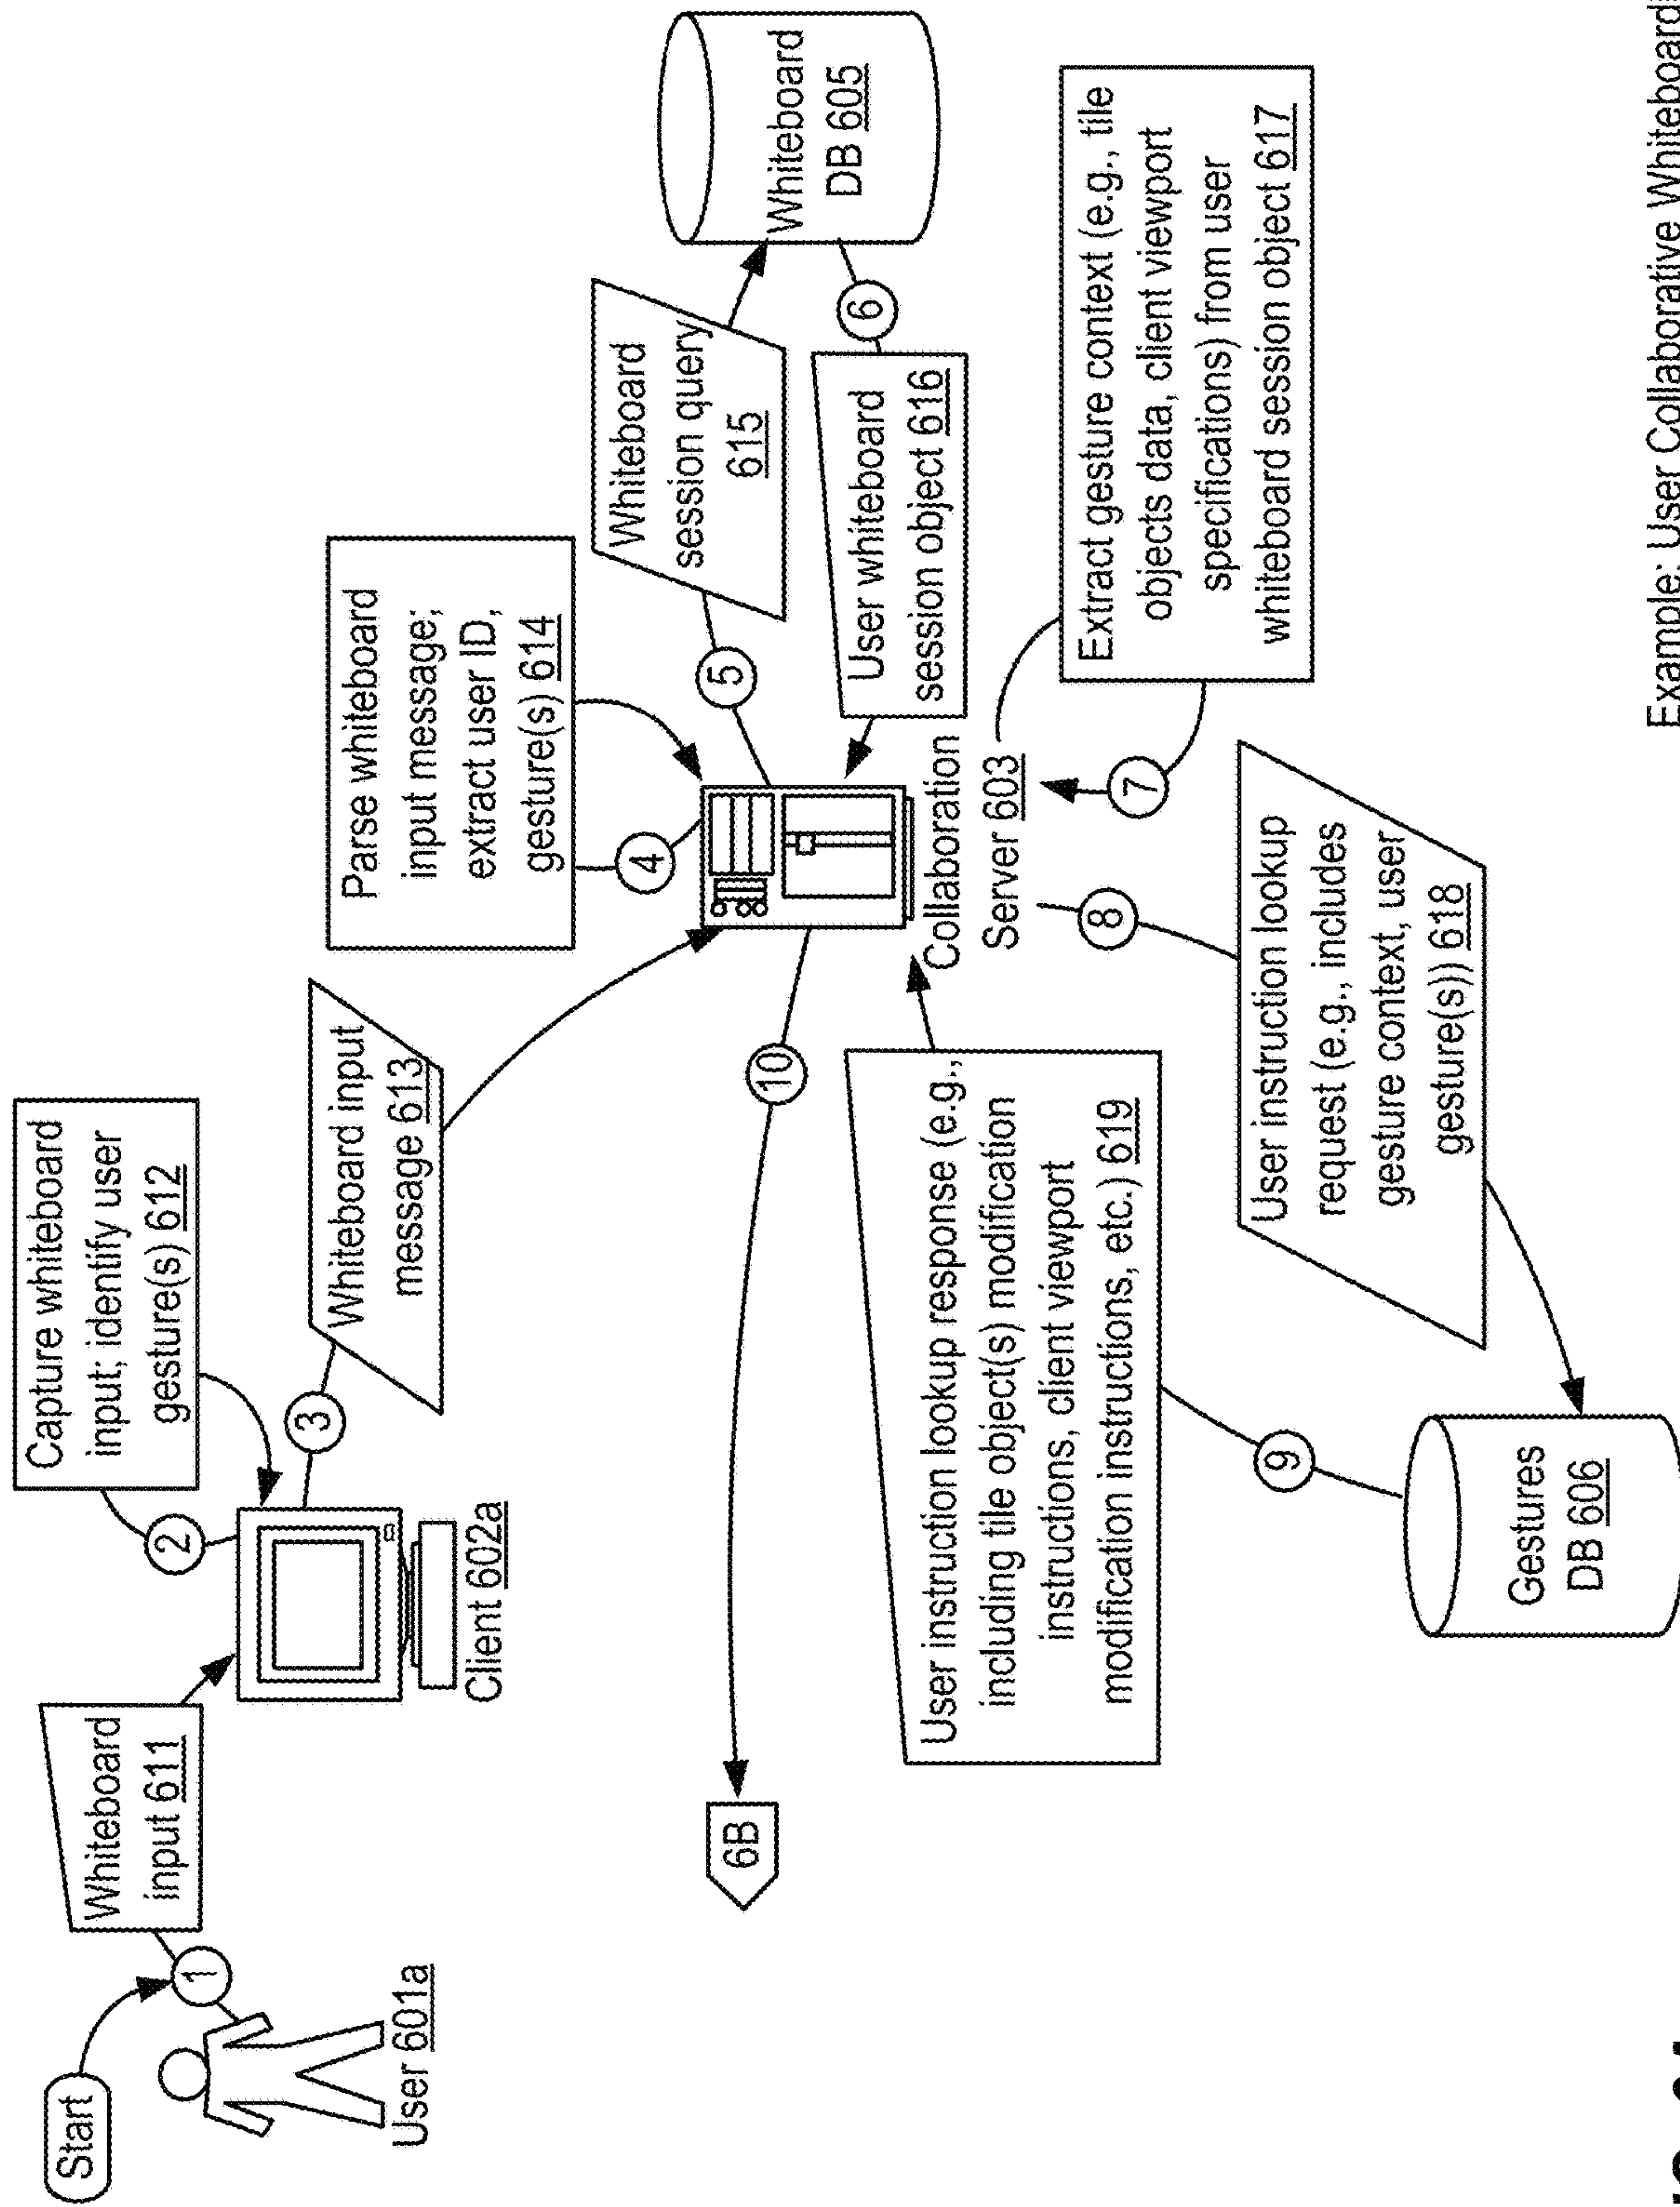 Start
1
User 601a
Whiteboard
input 611
2
Capture whiteboard
input; identify user
gesture(s) 612
Client 602a
3
Whiteboard input
message 613
4
Parse whiteboard
input message;
extract user ID,
gesture(s) 614
Collaboration
Server 603
5
Whiteboard
session query
615
Whiteboard
DB 605
6
User whiteboard
session object 616
7
Extract gesture context (e.g., tile
objects data, client viewport
specifications) from user
whiteboard session object 617
8
User instruction lookup
request (e.g., includes
gesture context, user
gesture(s)) 618
Gestures
DB 606
9
User instruction lookup response (e.g.,
including tile object(s) modification
instructions, client viewport
modification instructions, etc.) 619
10
6B
Example: User Collaborative Whiteboard